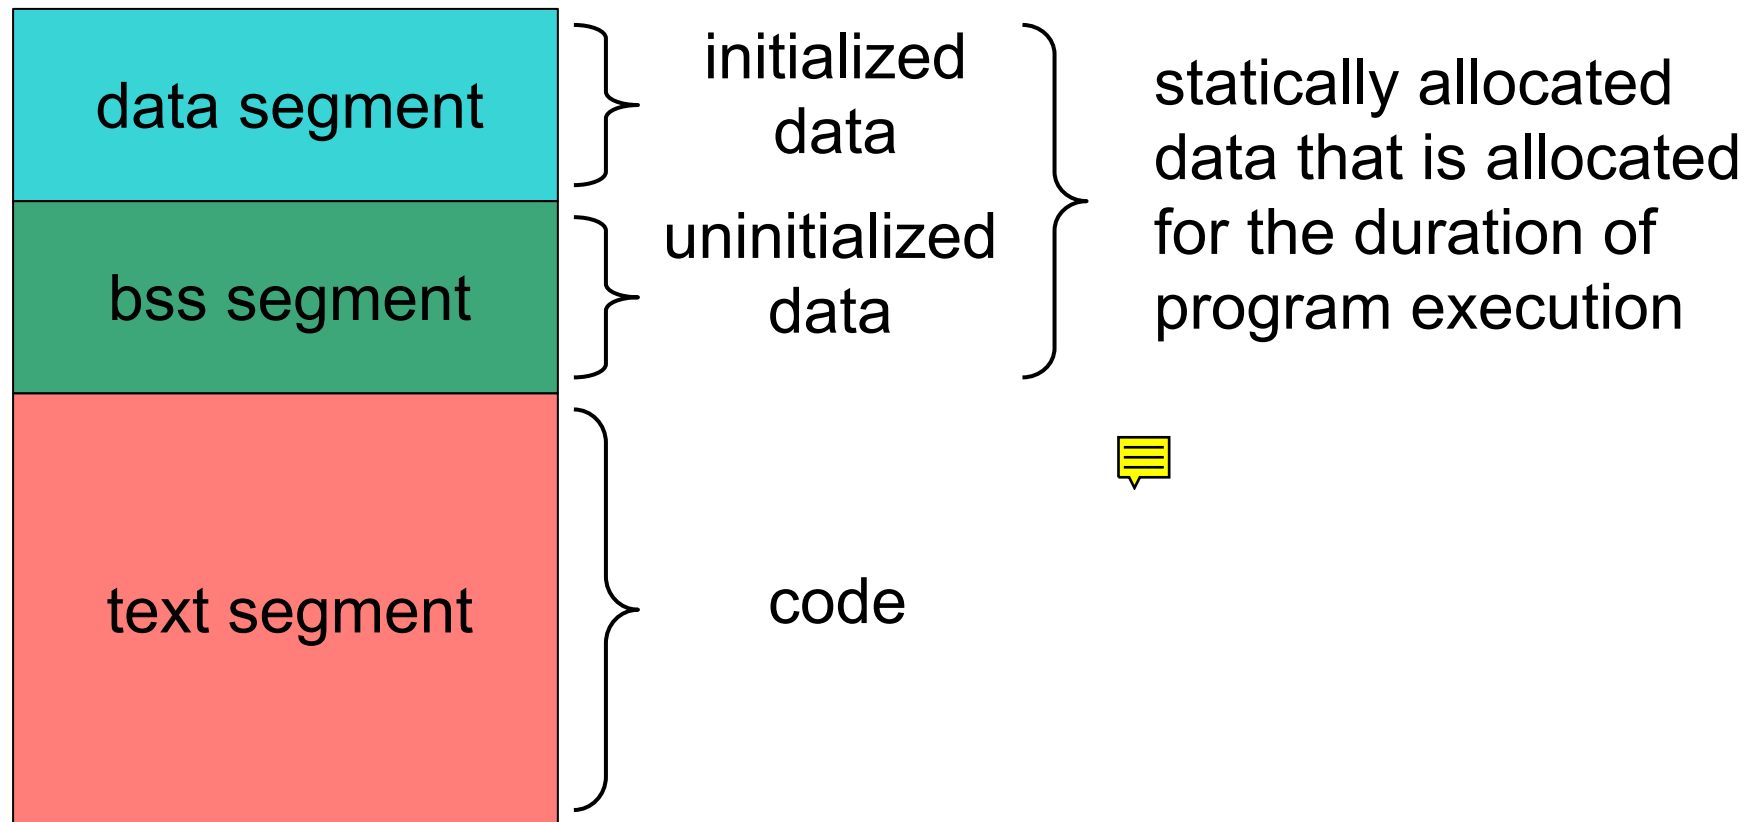 data segment
initialized
data
bss segment
uninitialized
data
statically allocated
data that is allocated
for the duration of
program execution
text segment
code